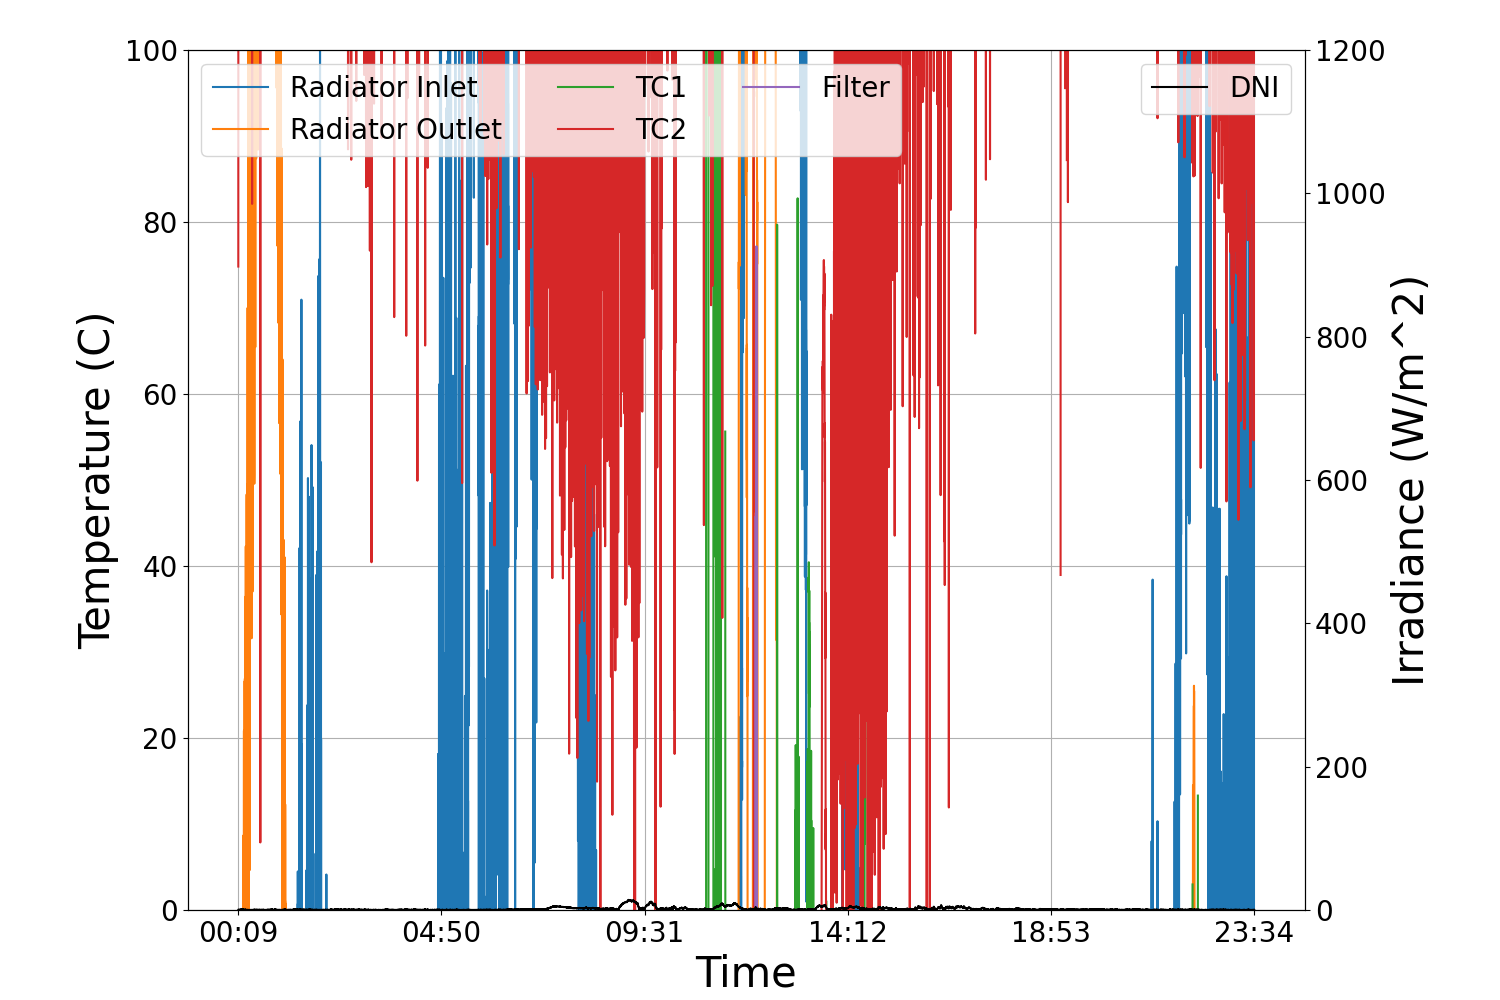 100
80
60
40
20
0
Temperature (C)
Radiator Inlet
Radiator Outlet
TC1
TC2
Filter
DNI
1200
1000
800
600
400
200
0
Irradiance (W/m^2)
00:09 04:50 09:31 14:12 18:53 23:34
Time